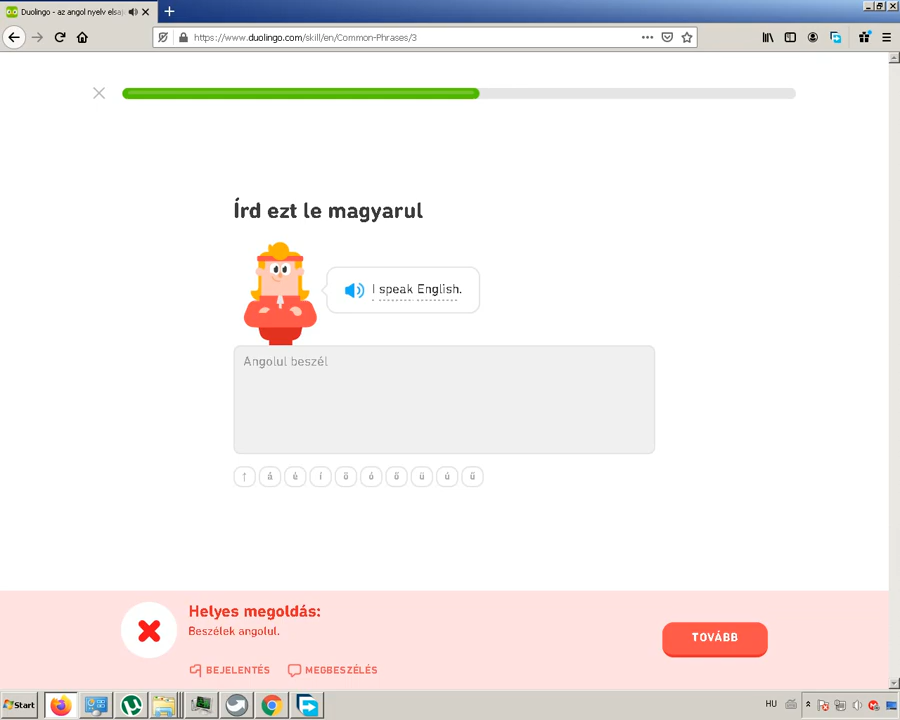 Duolingo - az angol nyelv elsa
https://www.duolingo.com/skill/en/Common-Phrases/3
Írd ezt le magyarul
I speak English.
Angolul beszél
↑ á é í ö ó ő ü ú ű
Helyes megoldás:
Beszélek angolul.
TOVÁBB
BEJELENTÉS MEGBESZÉLÉS
Start
HU